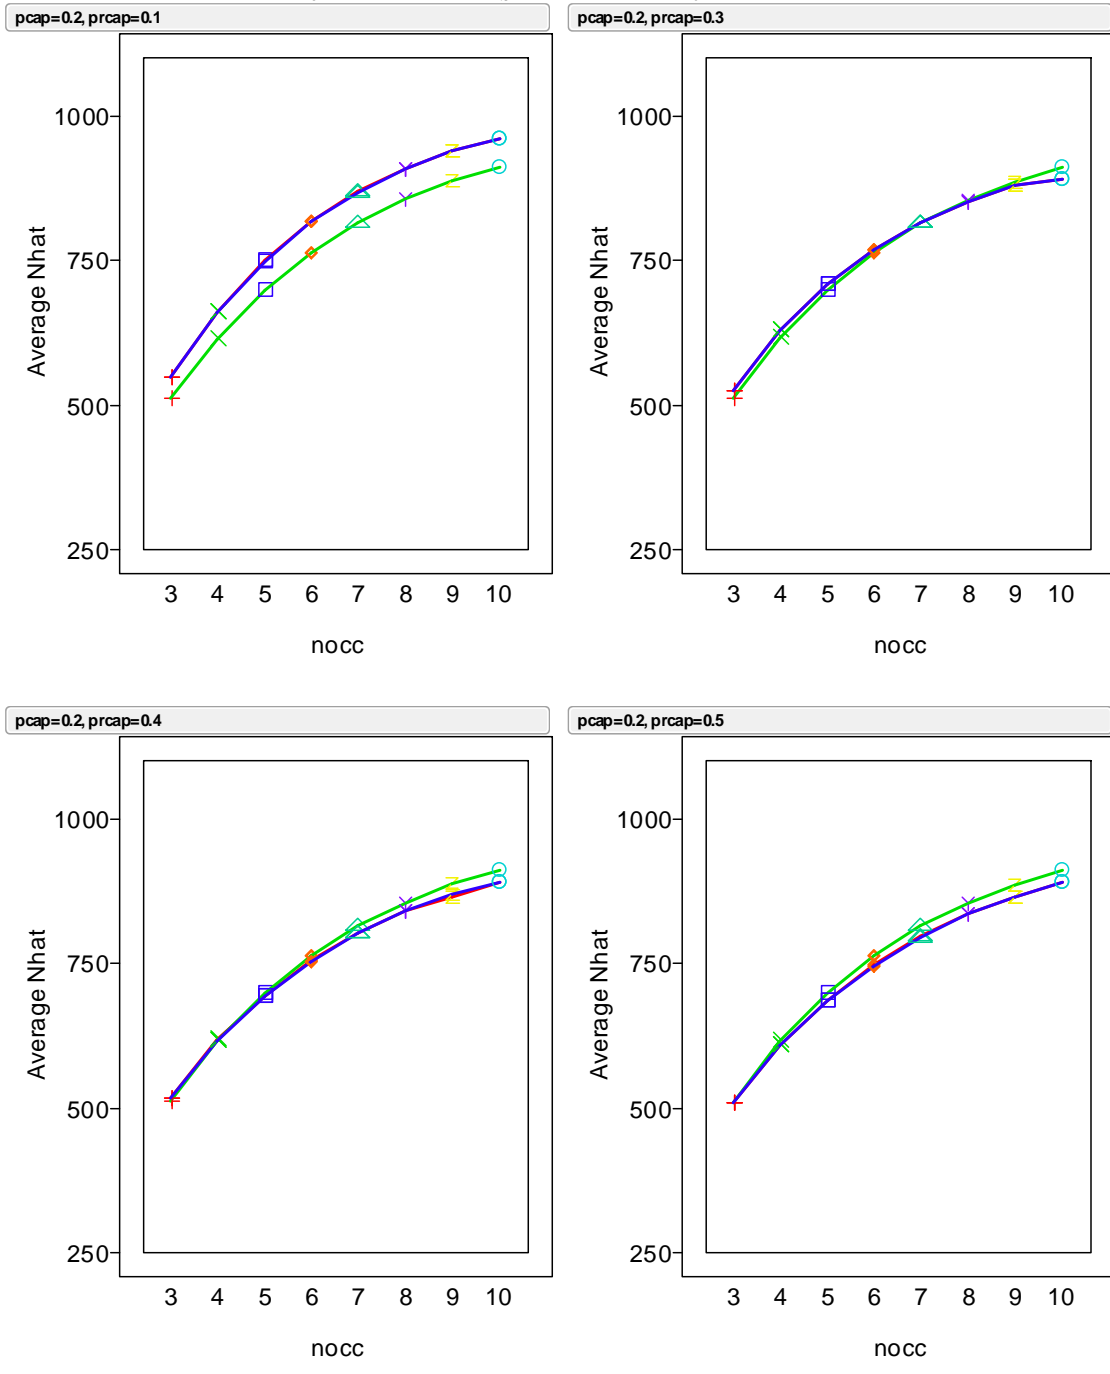 pcap=0.2, prcap=0.1
pcap=0.2, prcap=0.3
1000
750
500
250
Average Nhat
3 4 5 6 7 8 9 10
nocc
1000
750
500
250
Average Nhat
3 4 5 6 7 8 9 10
nocc
pcap=0.2, prcap=0.4
pcap=0.2, prcap=0.5
1000
750
500
250
Average Nhat
3 4 5 6 7 8 9 10
nocc
1000
750
500
250
Average Nhat
3 4 5 6 7 8 9 10
nocc